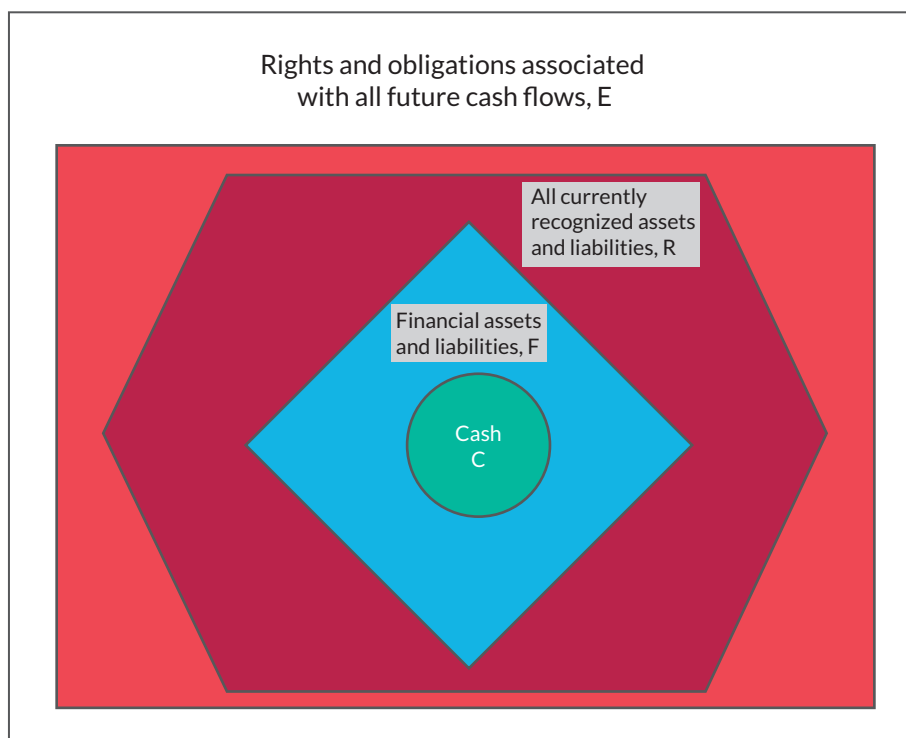 Rights and obligations associated
with all future cash flows, E
All currently
recognized assets
and liabilities, R
Financial assets
and liabilities, F
Cash
C